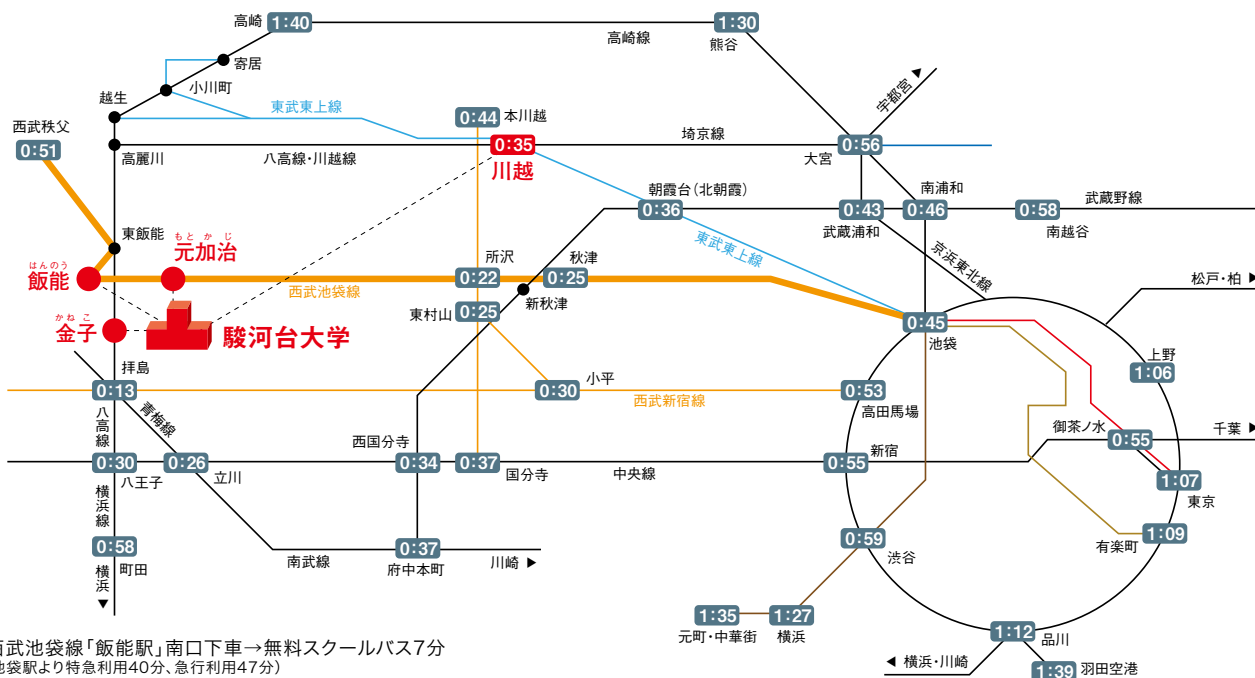 高崎 1:40
高崎線
1:30
熊谷
寄居
小川町
越生
東武東上線
0:44 本川越
宇都宮 ▶
西武秩父
0:51
高麗川
八高線・川越線
0:35
川越
埼京線
大宮 0:56
朝霞台(北朝霞)
0:36
0:43
武蔵浦和
南浦和
0:46
0:58
南越谷
武蔵野線
東武東上線
京浜東北線
東飯能
もとかじ
元加治
はんのう
飯能
西武池袋線
所沢
0:22
秋津
0:25
新秋津
松戸・柏 ▶
かねこ
金子
駿河台大学
東村山 0:25
0:45
池袋
上野
1:06
拝島
0:13
八高線
青梅線
0:30 小平
西武新宿線
0:53
高田馬場
御茶ノ水 0:55
千葉 ▶
0:30
八王子
0:26
立川
西国分寺
0:34
0:37
国分寺
中央線
0:55 新宿
1:07
東京
横浜線
0:58
町田
横浜
▼
南武線
0:37
府中本町
川崎 ▶
0:59
渋谷
1:09
有楽町
1:35
元町・中華街
1:27
横浜
1:12 品川
◀ 横浜・川崎
1:39 羽田空港
武池袋線「飯能駅」南口下車→無料スクールバス7分
袋駅より特急利用40分、急行利用47分)